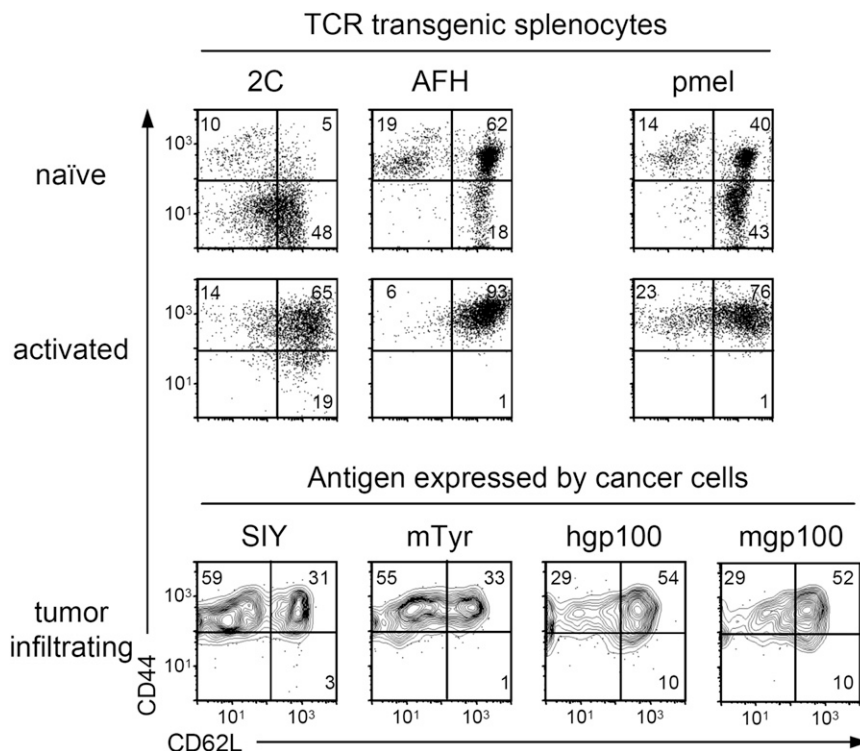 TCR transgenic splenocytes
2C AFH pmel
naïve
10³
10¹
10 5
48
19 62
18
14 40
43
activated
10³
10¹
14 65
19
6 93
1
23 76
1
Antigen expressed by cancer cells
SIY mTyr hgp100 mgp100
tumor
infiltrating
10³
10¹
59 31
3
55 33
1
29 54
10
29 52
10
10¹ 10³ 10¹ 10³ 10¹ 10³ 10¹ 10³
CD44
CD62L